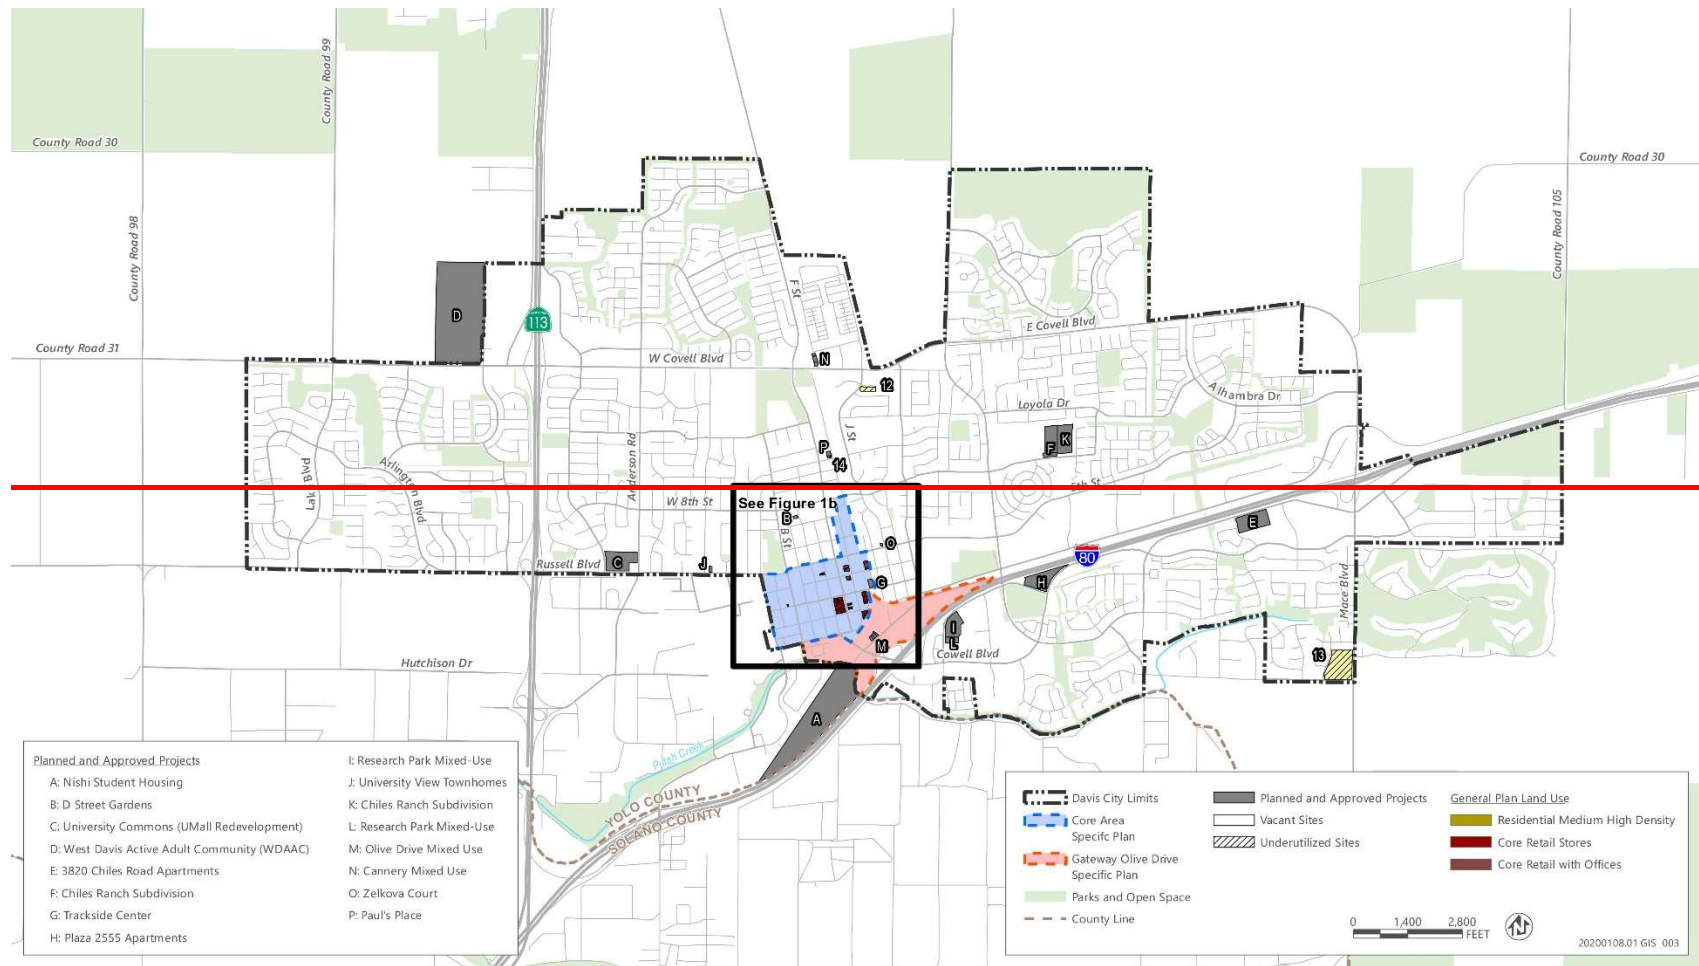 County Road 99
County Road 30
County Road 30
County Road 98
County Road 105
F St
D
113
E Covell Blvd
County Road 31
W Covell Blvd
N
12
Alhambra Dr
Loyola Dr
J St
Anderson Rd
P
F
K
14
Arlington Blvd
Lake Blvd
5th St
W 8th St
See Figure 1b
B
B St
E
O
Russell Blvd
C
J
80
G
H
Mace Blvd
I
L
M
Cowell Blvd
13
Hutchison Dr
A
Putah Creek
YOLO COUNTY
SOLANO COUNTY
Planned and Approved Projects
A: Nishi Student Housing
B: D Street Gardens
C: University Commons (UMall Redevelopment)
D: West Davis Active Adult Community (WDAAC)
E: 3820 Chiles Road Apartments
F: Chiles Ranch Subdivision
G: Trackside Center
H: Plaza 2555 Apartments
I: Research Park Mixed-Use
J: University View Townhomes
K: Chiles Ranch Subdivision
L: Research Park Mixed-Use
M: Olive Drive Mixed Use
N: Cannery Mixed Use
O: Zelkova Court
P: Paul's Place
Davis City Limits
Core Area
Specifc Plan
Gateway Olive Drive
Specific Plan
Parks and Open Space
County Line
Planned and Approved Projects
Vacant Sites
Underutilized Sites
General Plan Land Use
Residential Medium High Density
Core Retail Stores
Core Retail with Offices
0 1,400 2,800
FEET
20200108.01 GIS 003